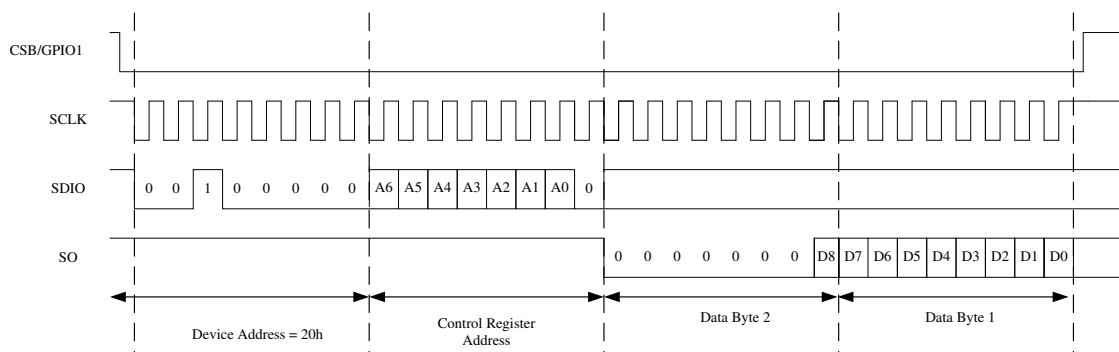 CSB/GPIO1
SCLK
SDIO 0 0 1 0 0 0 0 0 A6 A5 A4 A3 A2 A1 A0 0
SO 0 0 0 0 0 0 0 D8 D7 D6 D5 D4 D3 D2 D1 D0
Device Address = 20h
Control Register
Address
Data Byte 2
Data Byte 1